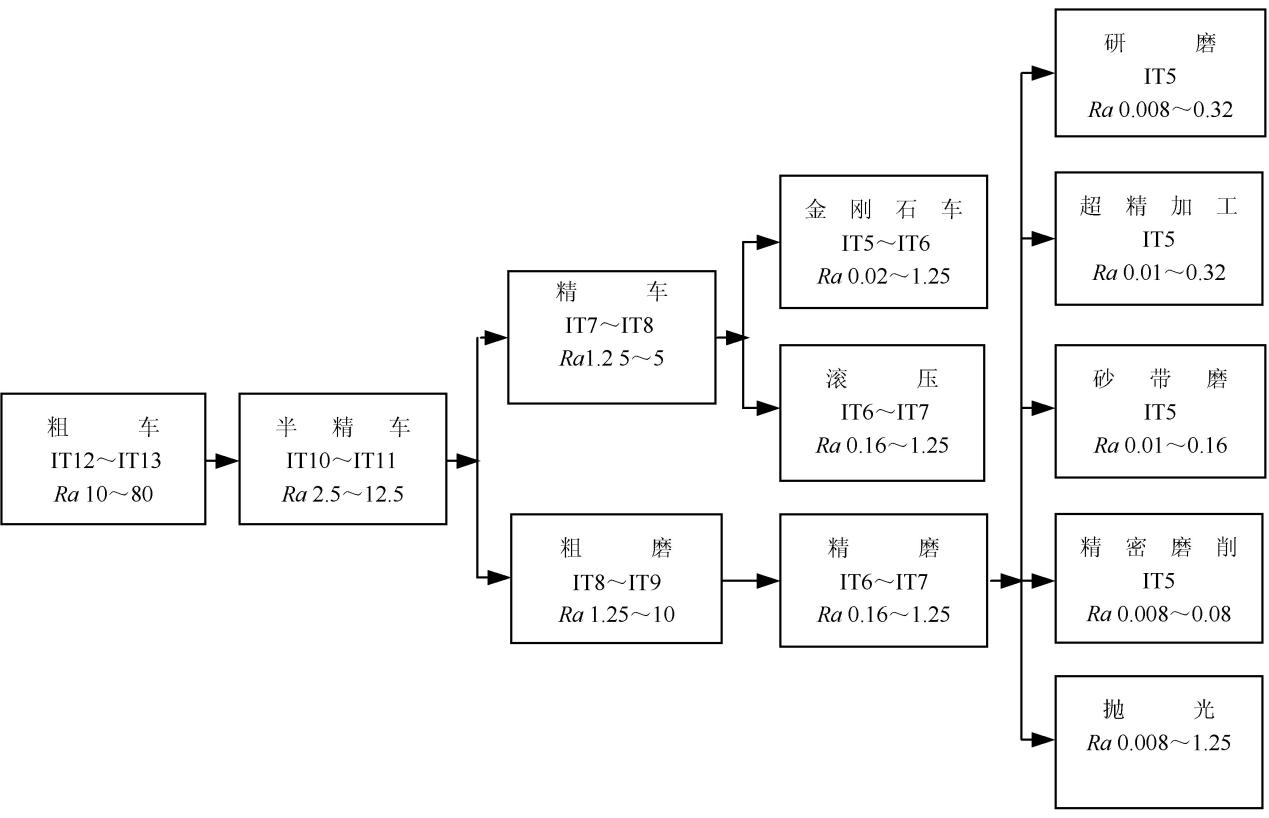 粗 车
IT12～IT13
Ra 10～80
半 精 车
IT10～IT11
Ra 2.5～12.5
精 车
IT7～IT8
Ra1.2 5～5
粗 磨
IT8～IT9
Ra 1.25～10
金 刚 石 车
IT5～IT6
Ra 0.02～1.25
滚 压
IT6～IT7
Ra 0.16～1.25
精 磨
IT6～IT7
Ra 0.16～1.25
研 磨
IT5
Ra 0.008～0.32
超 精 加 工
IT5
Ra 0.01～0.32
砂 带 磨
IT5
Ra 0.01～0.16
精 密 磨 削
IT5
Ra 0.008～0.08
抛 光
Ra 0.008～1.25